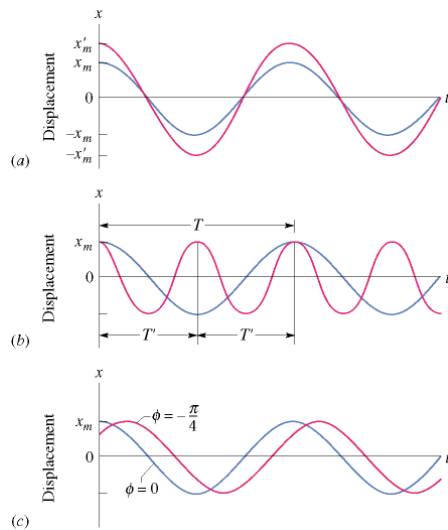 x
x′m
xm
0
t
−xm
−x′m
Displacement
(a)
x
T
xm
0
t
Displacement
T′
T′
(b)
x
xm
ϕ = −π/4
0
t
Displacement
ϕ = 0
(c)